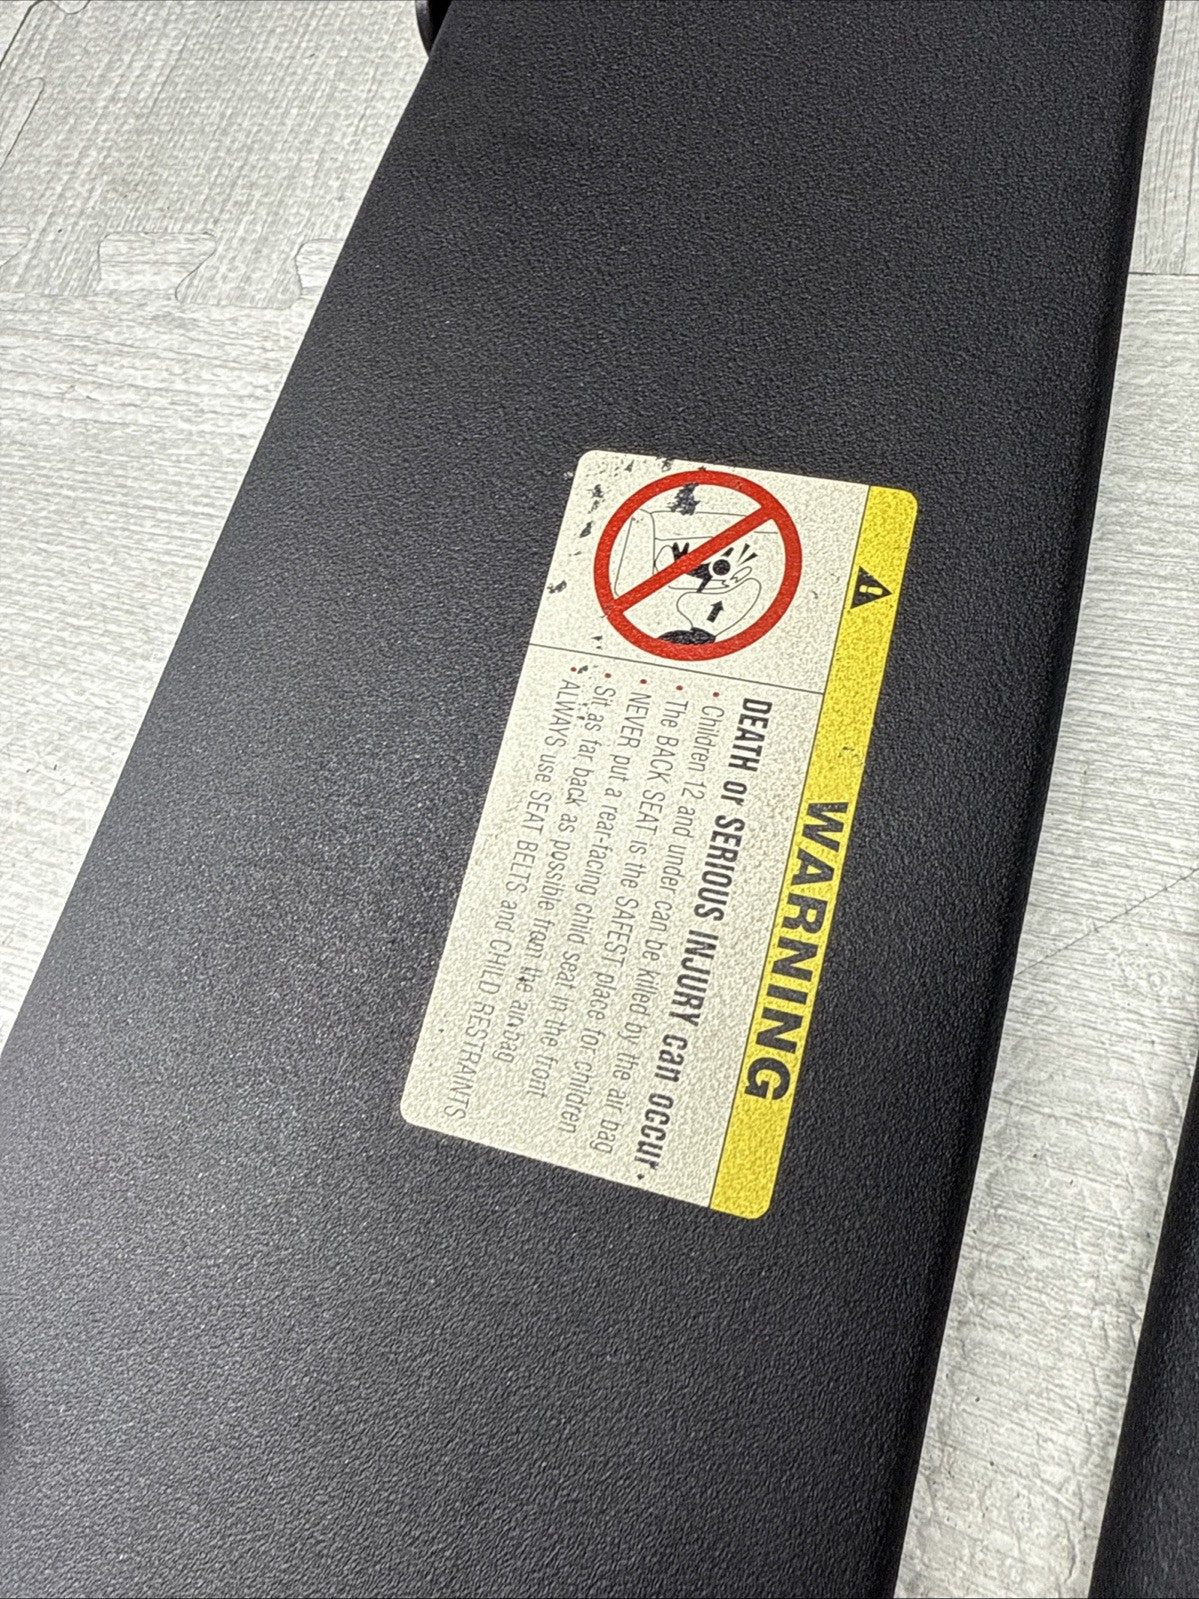 WARNING
DEATH or SERIOUS INJURY can occur.
• Children 12 and under can be killed by the air bag
• The BACK SEAT is the SAFEST place for children
• NEVER put a rear-facing child seat in the front
• Sit as far back as possible from the air bag
• ALWAYS use SEAT BELTS and CHILD RESTRAINTS